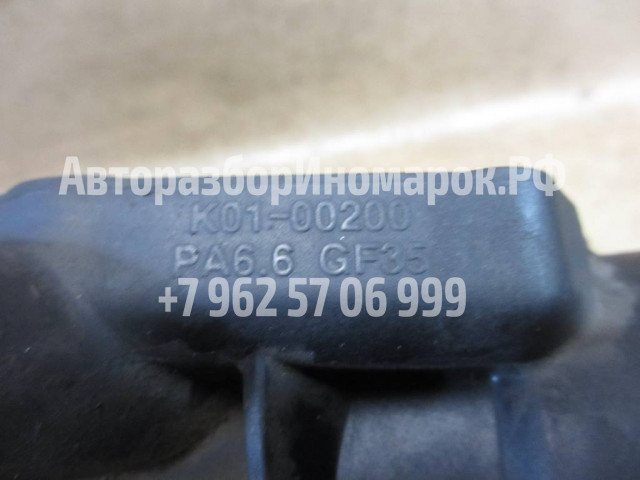 АвторазборИномарок.РФ
K01-00200
PA6.6 GF35
+7 962 57 06 999